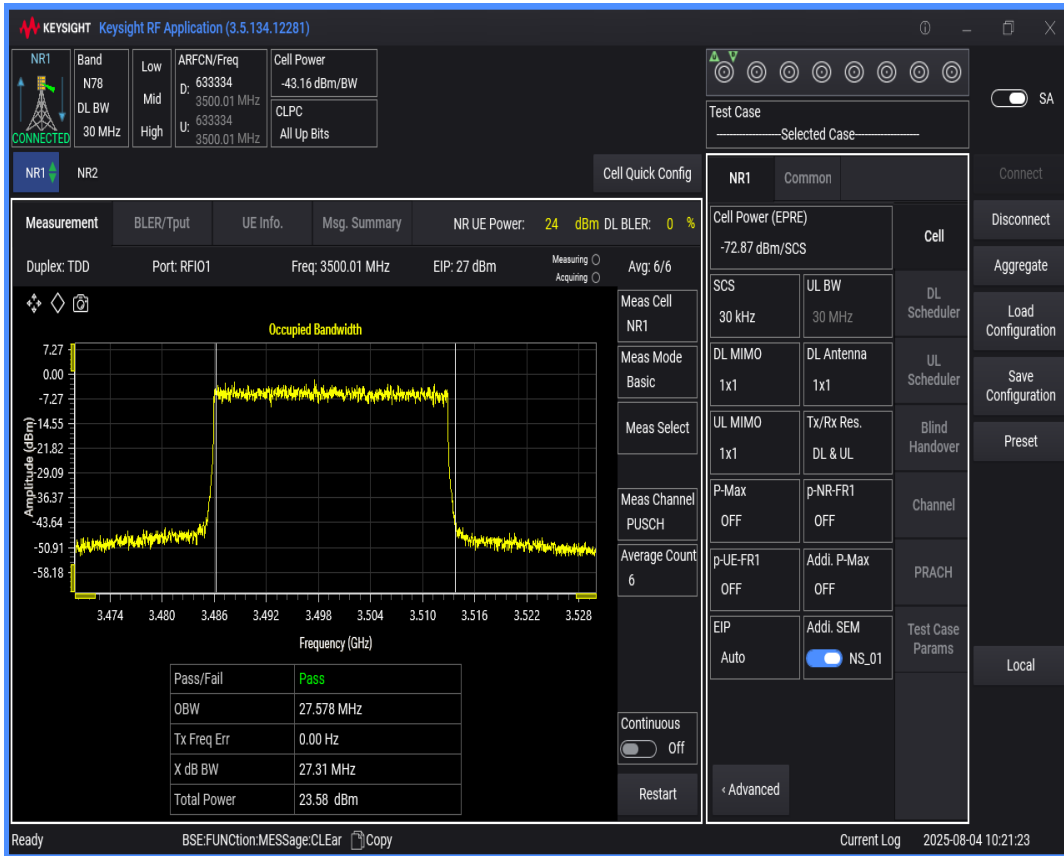 KEYSIGHT Keysight RF Application (3.5.134.12281)
NR1
CONNECTED
Band
N78
DL BW
30 MHz
Low
Mid
High
ARFCN/Freq
D: 633334
3500.01 MHz
U: 633334
3500.01 MHz
Cell Power
-43.16 dBm/BW
CLPC
All Up Bits
Test Case
--------------------Selected Case-----------------
SA
NR1
NR2
Cell Quick Config
Measurement
BLER/Tput
UE Info.
Msg. Summary
NR UE Power: 24 dBm DL BLER: 0 %
Duplex: TDD
Port: RFIO1
Freq: 3500.01 MHz
EIP: 27 dBm
Measuring
Acquiring
Avg: 6/6
Occupied Bandwidth
Amplitude (dBm)
7.27
0.00
-7.27
-14.55
-21.82
-29.09
-36.37
-43.64
-50.91
-58.18
3.474 3.480 3.486 3.492 3.498 3.504 3.510 3.516 3.522 3.528
Frequency (GHz)
Pass/Fail Pass
OBW 27.578 MHz
Tx Freq Err 0.00 Hz
X dB BW 27.31 MHz
Total Power 23.58 dBm
Meas Cell
NR1
Meas Mode
Basic
Meas Select
Meas Channel
PUSCH
Average Count
6
Continuous
Off
Restart
NR1
Common
Cell Power (EPRE)
-72.87 dBm/SCS
SCS
30 kHz
UL BW
30 MHz
DL MIMO
1x1
DL Antenna
1x1
UL MIMO
1x1
Tx/Rx Res.
DL & UL
P-Max
OFF
p-NR-FR1
OFF
p-UE-FR1
OFF
Addi. P-Max
OFF
EIP
Auto
Addi. SEM
NS_01
‹ Advanced
Cell
DL
Scheduler
UL
Scheduler
Blind
Handover
Channel
PRACH
Test Case
Params
Connect
Disconnect
Aggregate
Load
Configuration
Save
Configuration
Preset
Local
Ready
BSE:FUNCtion:MESSage:CLEar Copy
Current Log
2025-08-04 10:21:23